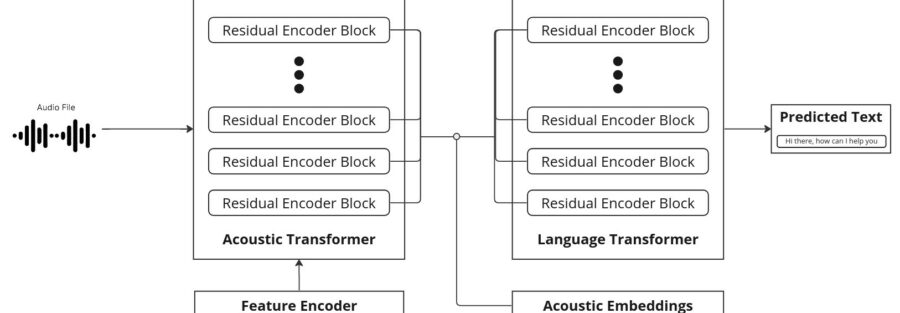 Audio File
Residual Encoder Block
Residual Encoder Block
Residual Encoder Block
Residual Encoder Block
Acoustic Transformer
Feature Encoder
Residual Encoder Block
Residual Encoder Block
Residual Encoder Block
Residual Encoder Block
Language Transformer
Acoustic Embeddings
Predicted Text
Hi there, how can I help you